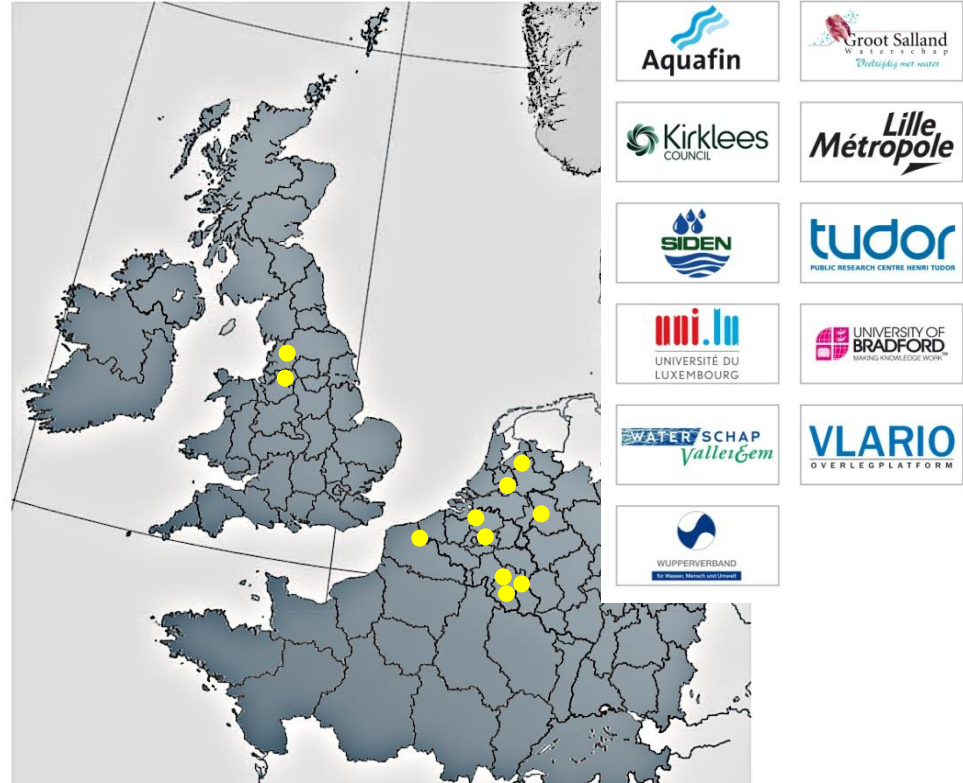 Aquafin
Groot Salland
Waterschap
Veelzijdig met water
Kirklees
COUNCIL
Lille
Métropole
SIDEN
tudor
PUBLIC RESEARCH CENTRE HENRI TUDOR
uni.lu
UNIVERSITÉ DU
LUXEMBOURG
UNIVERSITY OF
BRADFORD
MAKING KNOWLEDGE WORK™
WATERSCHAP
Vallei&eem
VLARIO
OVERLEGPLATFORM
WUPPERVERBAND
für Wasser, Mensch und Umwelt